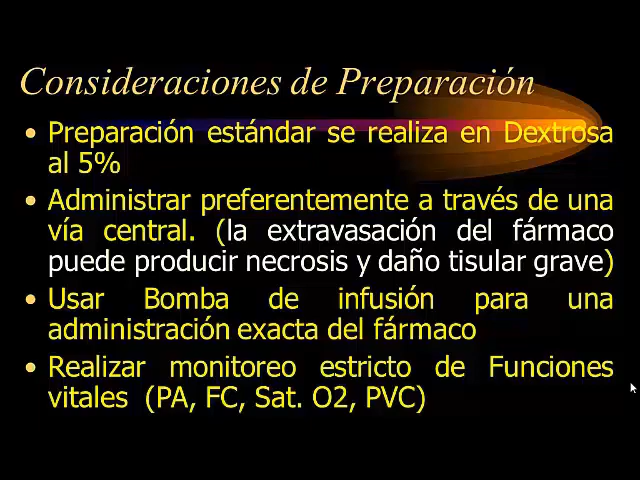 Consideraciones de Preparación
• Preparación estándar se realiza en Dextrosa
al 5%
• Administrar preferentemente a través de una
vía central. (la extravasación del fármaco
puede producir necrosis y daño tisular grave)
• Usar Bomba de infusión para una
administración exacta del fármaco
• Realizar monitoreo estricto de Funciones
vitales (PA, FC, Sat. O2, PVC)